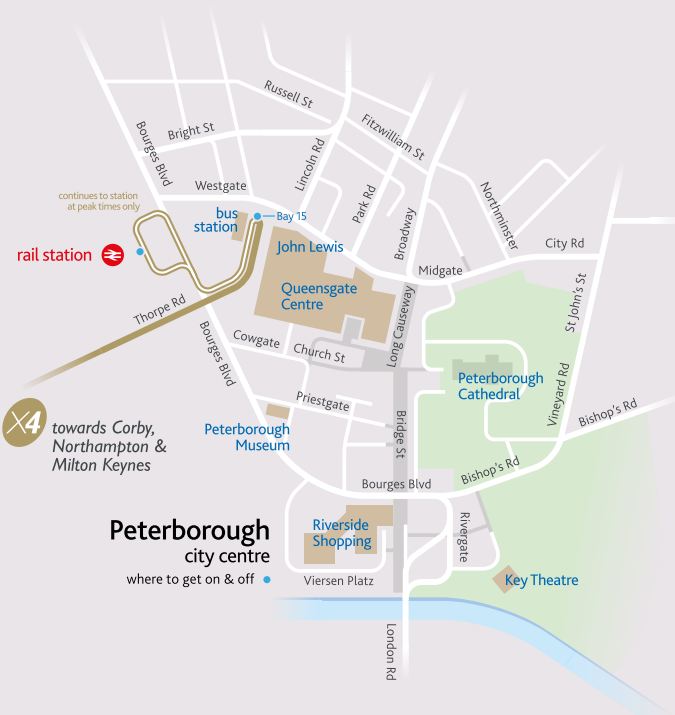 Russell St
Fitzwilliam St
Bright St
Bourges Blvd
Lincoln Rd
Westgate
continues to station
at peak times only
Park Rd
Northminster
bus
station
Bay 15
Broadway
City Rd
rail station
John Lewis
Midgate
Queensgate
Centre
Long Causeway
St John's St
Thorpe Rd
Bourges Blvd
Cowgate
Church St
Peterborough
Cathedral
Vineyard Rd
X4
towards Corby,
Northampton &
Milton Keynes
Priestgate
Peterborough
Museum
Bridge St
Bishop's Rd
Bishop's Rd
Bourges Blvd
Peterborough
city centre
where to get on & off
Riverside
Shopping
Rivergate
Viersen Platz
Key Theatre
London Rd